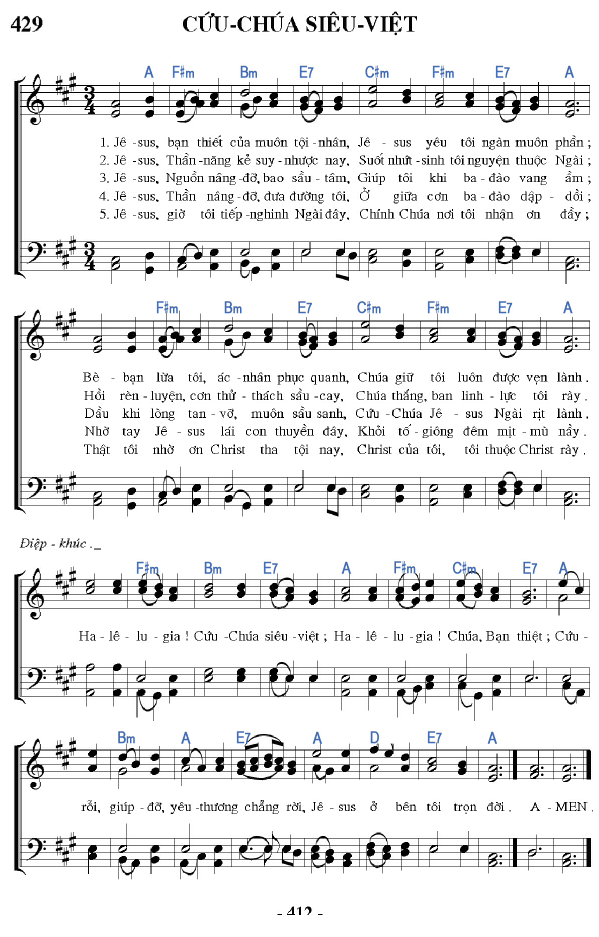 429 CỨU-CHÚA SIÊU-VIỆT
A F#m Bm E7 C#m F#m E7 A
1. Jê-sus, bạn thiết của muôn tội-nhân, Jê-sus yêu tôi ngàn muôn phần;
2. Jê-sus, Thần-năng kẻ suy-nhược nay, Suốt nhứt-sinh tôi nguyện thuộc Ngài;
3. Jê-sus, Nguồn nâng-đỡ, bao sầu-tâm, Giúp tôi khi ba-đào vang ầm;
4. Jê-sus, Thần nâng-đỡ, đưa đường tôi, Ở giữa cơn ba-đào dập-dồi;
5. Jê-sus, giờ tôi tiếp-nghinh Ngài đây, Chính Chúa nơi tôi nhận ơn đầy;
F#m Bm E7 C#m F#m E7 A
Bè-bạn lừa tôi, ác-nhân phục quanh, Chúa giữ tôi luôn được vẹn lành.
Hồi rèn-luyện, cơn thử-thách sầu-cay, Chúa thắng, ban linh-lực tôi rày.
Dầu khi lòng tan-vỡ, muôn sầu sanh, Cứu-Chúa Jê-sus Ngài rịt lành.
Nhờ tay Jê-sus lái con thuyền đây, Khỏi tố-giông đêm mịt-mù nầy.
Thật tôi nhờ ơn Christ tha tội nay, Christ của tôi, tôi thuộc Christ rày.
Điệp-khúc._
F#m Bm E7 A F#m C#m E7 A
Ha-lê-lu-gia! Cứu-Chúa siêu-việt; Ha-lê-lu-gia! Chúa, Bạn thiệt; Cứu-
Bm A E7 A D E7 A
rỗi, giúp-đỡ, yêu-thương chẳng rời, Jê-sus ở bên tôi trọn đời. A-MEN.
- 412 -